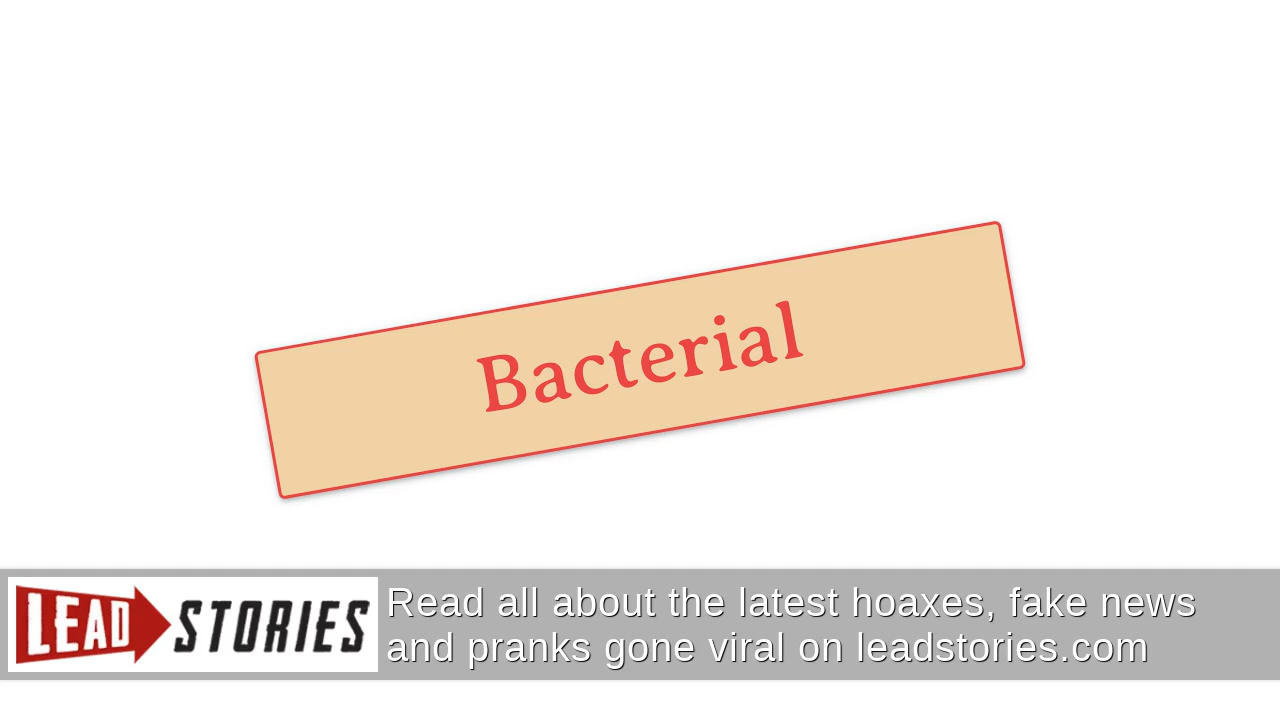 Bacterial
LEAD STORIES
Read all about the latest hoaxes, fake news
and pranks gone viral on leadstories.com